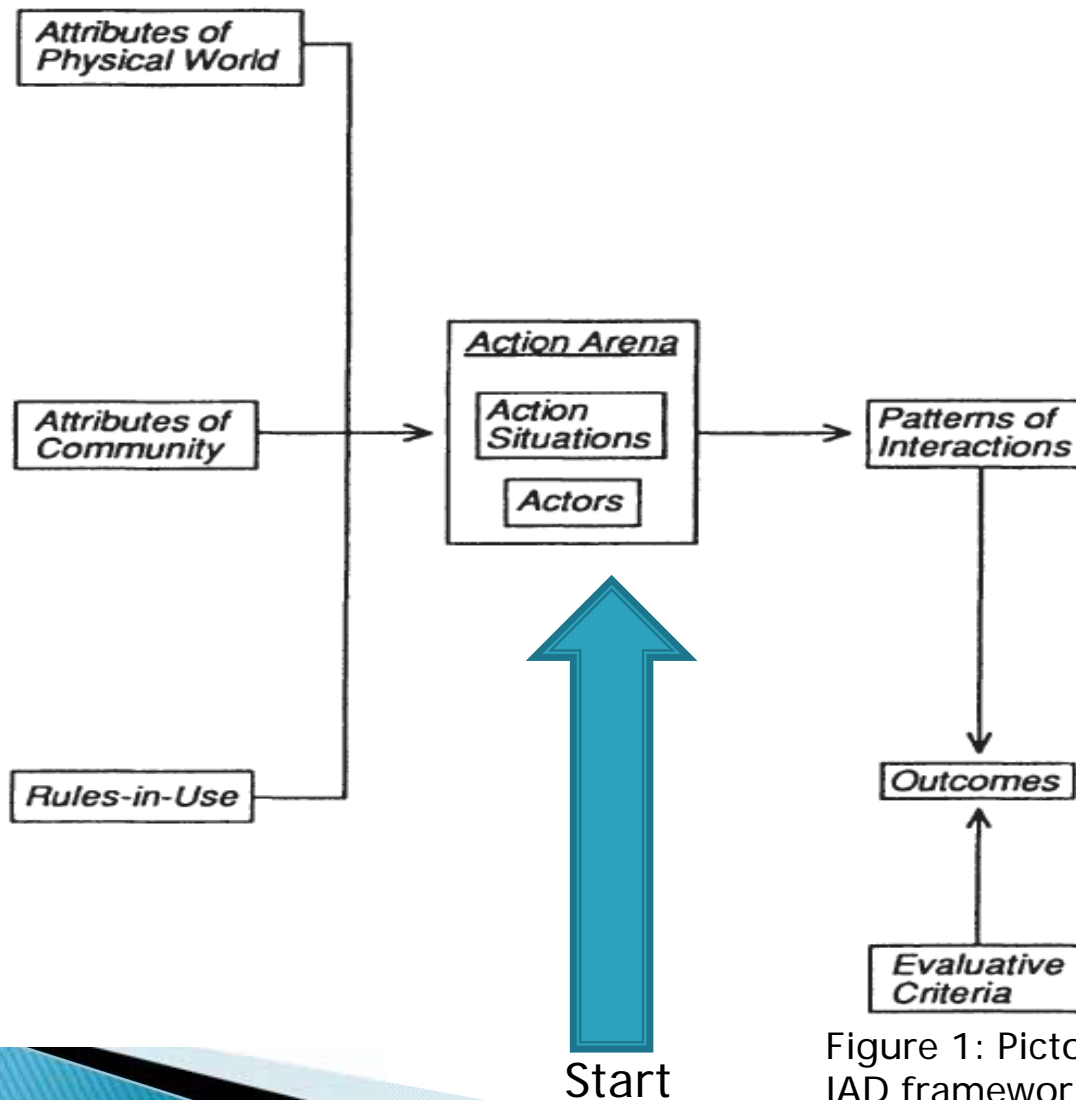 Attributes of
Physical World
Attributes of
Community
Rules-in-Use
Action Arena
Action
Situations
Actors
Patterns of
Interactions
Outcomes
Evaluative
Criteria
Start
Figure 1: Picto
IAD framewor